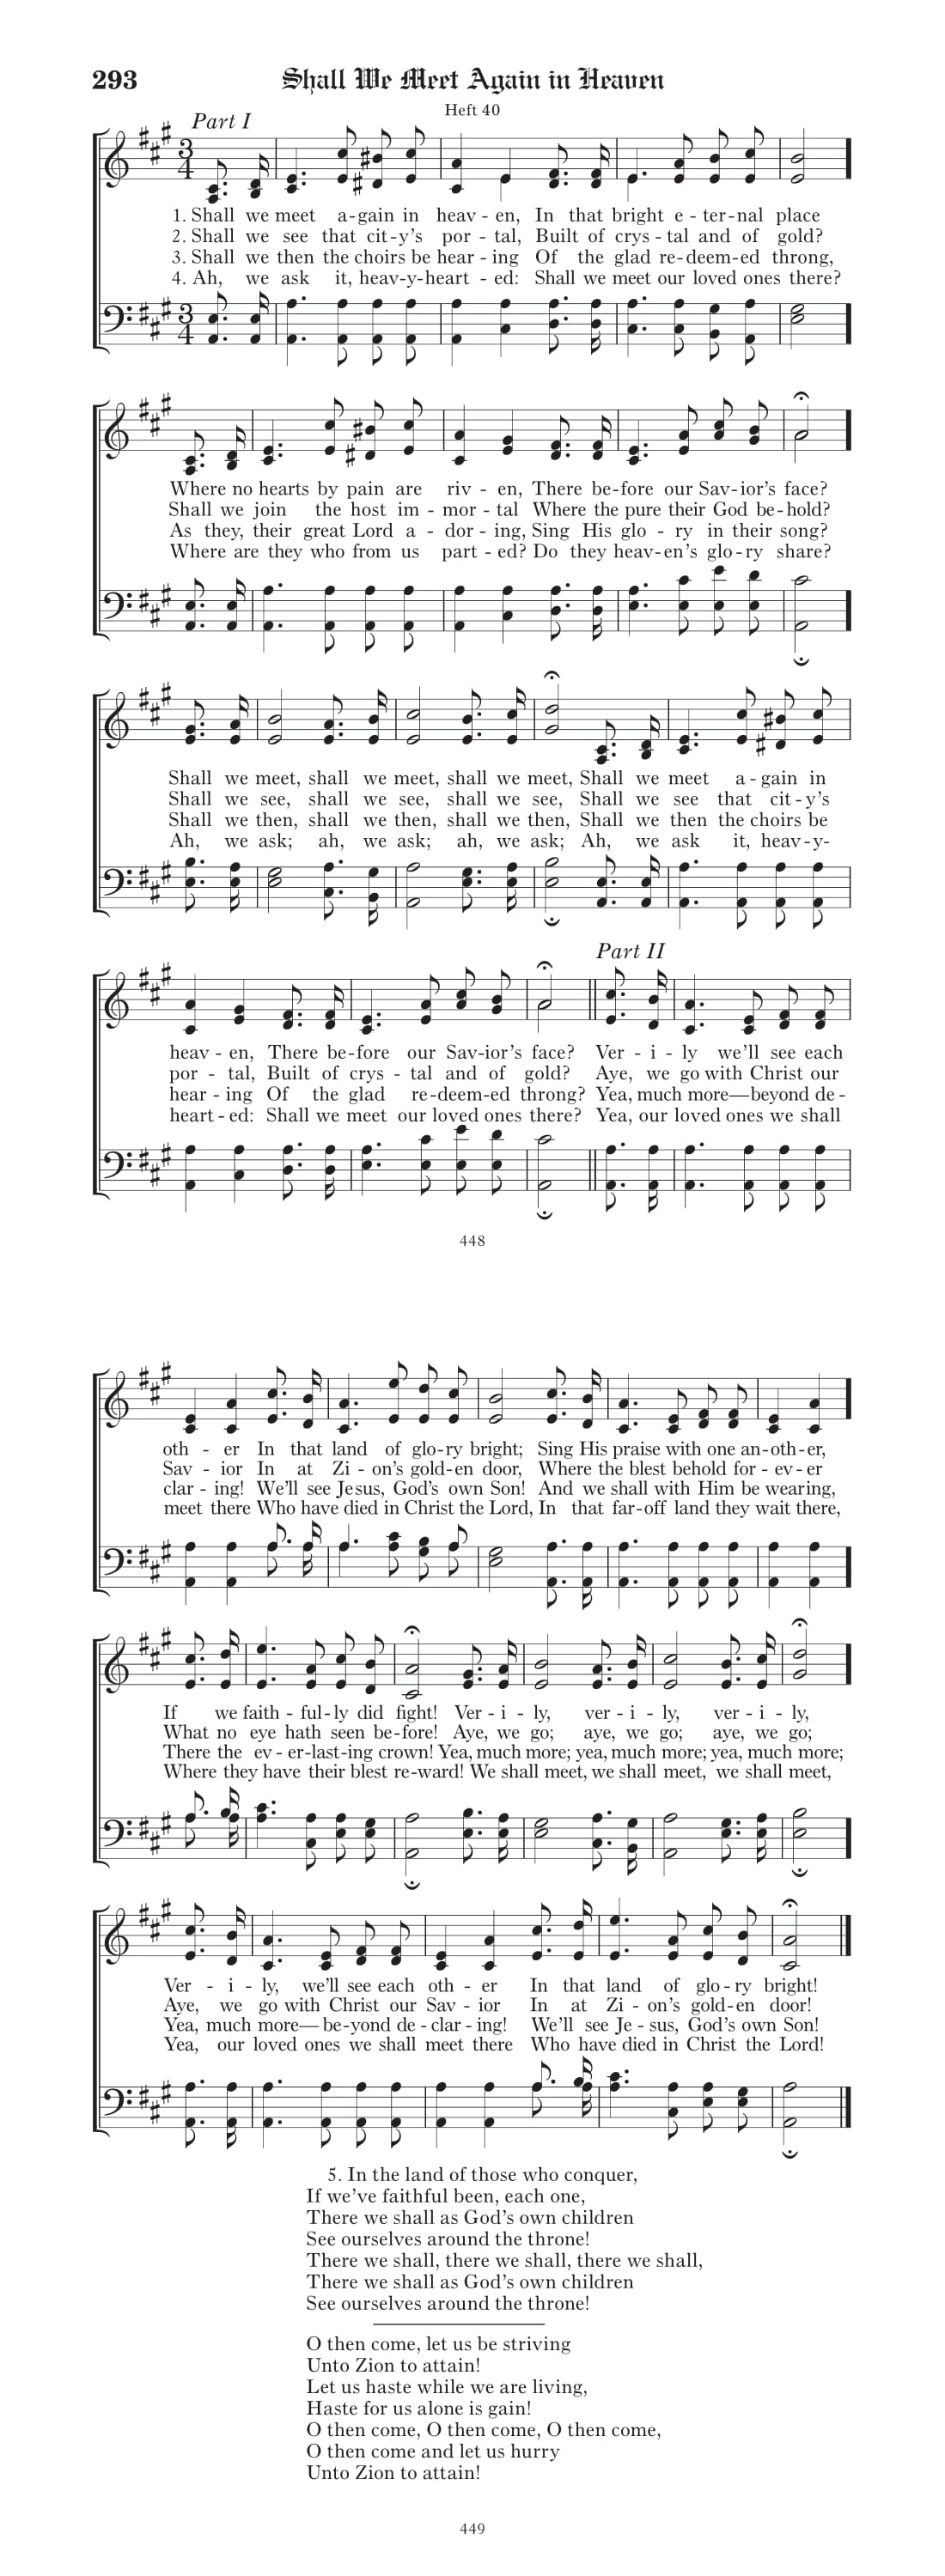 293 Shall We Meet Again in Heaven
Heft 40
Part I
3 4
1. Shall we meet a-gain in heav-en, In that bright e-ter-nal place
2. Shall we see that cit-y's por-tal, Built of crys-tal and of gold?
3. Shall we then the choirs be hear-ing Of the glad re-deem-ed throng,
4. Ah, we ask it, heav-y-heart-ed: Shall we meet our loved ones there?
3 4
Where no hearts by pain are riv-en, There be-fore our Sav-ior's face?
Shall we join the host im-mor-tal Where the pure their God be-hold?
As they, their great Lord a-dor-ing, Sing His glo-ry in their song?
Where are they who from us part-ed? Do they heav-en's glo-ry share?
Shall we meet, shall we meet, shall we meet, Shall we meet a-gain in
Shall we see, shall we see, shall we see, Shall we see that cit-y's
Shall we then, shall we then, shall we then, Shall we then the choirs be
Ah, we ask; ah, we ask; ah, we ask; Ah, we ask it, heav-y-
Part II
heav-en, There be-fore our Sav-ior's face? Ver-i-ly we'll see each
por-tal, Built of crys-tal and of gold? Aye, we go with Christ our
hear-ing Of the glad re-deem-ed throng? Yea, much more—beyond de-
heart-ed: Shall we meet our loved ones there? Yea, our loved ones we shall
448
oth-er In that land of glo-ry bright; Sing His praise with one an-oth-er,
Sav-ior In at Zi-on's gold-en door, Where the blest behold for-ev-er
clar-ing! We'll see Jesus, God's own Son! And we shall with Him be wearing,
meet there Who have died in Christ the Lord, In that far-off land they wait there,
If we faith-ful-ly did fight! Ver-i-ly, ver-i-ly, ver-i-ly,
What no eye hath seen be-fore! Aye, we go; aye, we go; aye, we go;
There the ev-er-last-ing crown! Yea, much more; yea, much more; yea, much more;
Where they have their blest re-ward! We shall meet, we shall meet, we shall meet,
Ver-i-ly, we'll see each oth-er In that land of glo-ry bright!
Aye, we go with Christ our Sav-ior In at Zi-on's gold-en door!
Yea, much more—be-yond de-clar-ing! We'll see Je-sus, God's own Son!
Yea, our loved ones we shall meet there Who have died in Christ the Lord!
5. In the land of those who conquer,
If we've faithful been, each one,
There we shall as God's own children
See ourselves around the throne!
There we shall, there we shall, there we shall,
There we shall as God's own children
See ourselves around the throne!
O then come, let us be striving
Unto Zion to attain!
Let us haste while we are living,
Haste for us alone is gain!
O then come, O then come, O then come,
O then come and let us hurry
Unto Zion to attain!
449